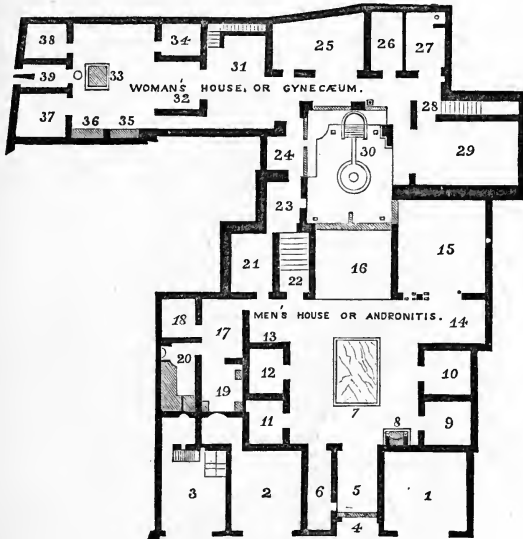 38 34 31 25 26 27
39 33
WOMAN'S HOUSE, OR GYNECÆUM.
37 36 35 32 28
24 30 29
23
21 22 16 15
MEN'S HOUSE OR ANDRONITIS.
18 17 13 14
20 12 10
19 7
11 8 9
3 2 6 5 1
4